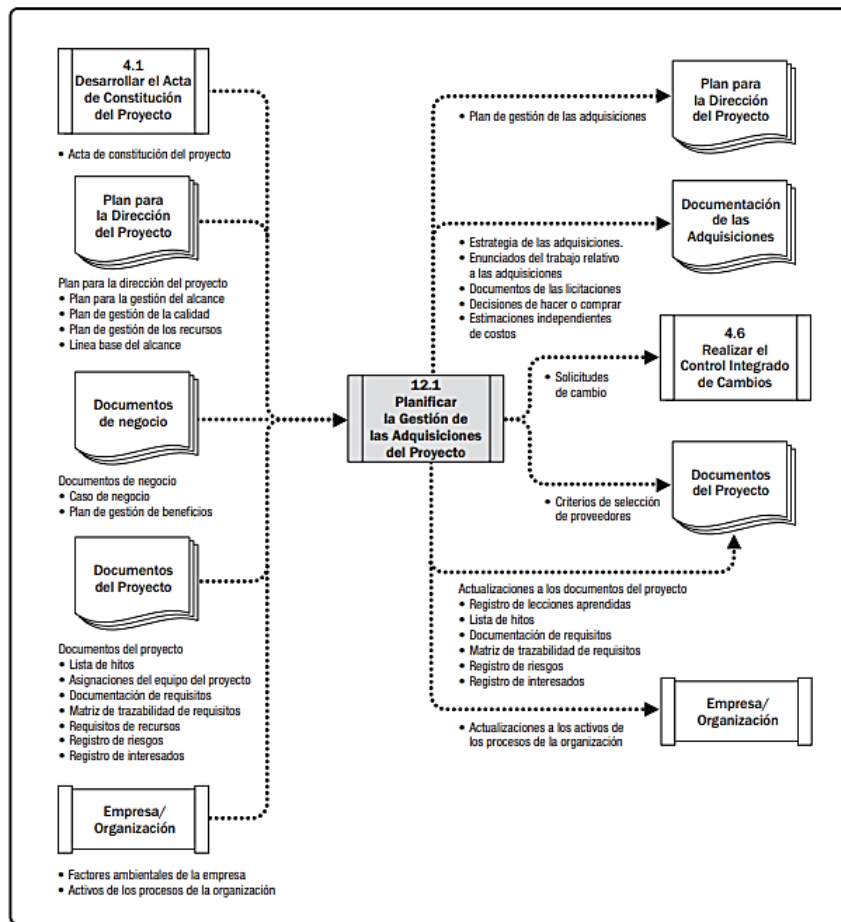 4.1
Desarrollar el Acta
de Constitución
del Proyecto
• Acta de constitución del proyecto
Plan para
la Dirección
del Proyecto
Plan para la dirección del proyecto
• Plan para la gestión del alcance
• Plan de gestión de la calidad
• Plan de gestión de los recursos
• Línea base del alcance
Documentos
de negocio
Documentos de negocio
• Caso de negocio
• Plan de gestión de beneficios
Documentos
del Proyecto
Documentos del proyecto
• Lista de hitos
• Asignaciones del equipo del proyecto
• Documentación de requisitos
• Matriz de trazabilidad de requisitos
• Requisitos de recursos
• Registro de riesgos
• Registro de interesados
Empresa/
Organización
• Factores ambientales de la empresa
• Activos de los procesos de la organización
12.1
Planificar
la Gestión de
las Adquisiciones
del Proyecto
• Plan de gestión de las adquisiciones
Plan para
la Dirección
del Proyecto
• Estrategia de las adquisiciones.
• Enunciados del trabajo relativo
a las adquisiciones
• Documentos de las licitaciones
• Decisiones de hacer o comprar
• Estimaciones independientes
de costos
Documentación
de las
Adquisiciones
• Solicitudes
de cambio
4.6
Realizar el
Control Integrado
de Cambios
• Criterios de selección
de proveedores
Documentos
del Proyecto
Actualizaciones a los documentos del proyecto
• Registro de lecciones aprendidas
• Lista de hitos
• Documentación de requisitos
• Matriz de trazabilidad de requisitos
• Registro de riesgos
• Registro de interesados
• Actualizaciones a los activos de
los procesos de la organización
Empresa/
Organización